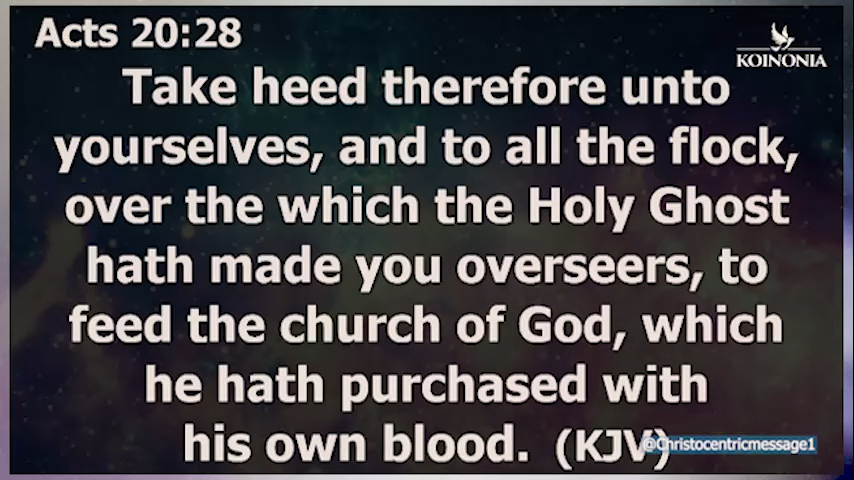 Acts 20:28
KOINONIA
Take heed therefore unto
yourselves, and to all the flock,
over the which the Holy Ghost
hath made you overseers, to
feed the church of God, which
he hath purchased with
his own blood. (KJV)
@Christocentricmessage1